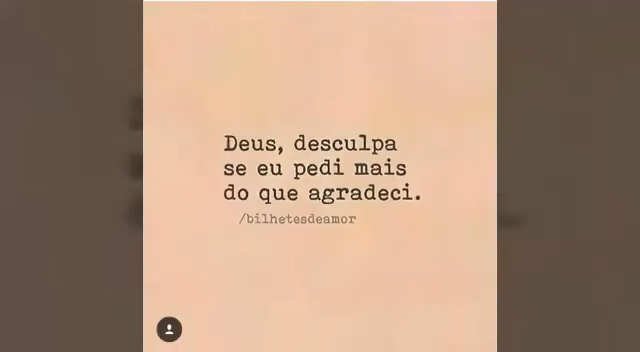 Deus, desculpa
se eu pedi mais
do que agradeci.
/bilhetesdeamor